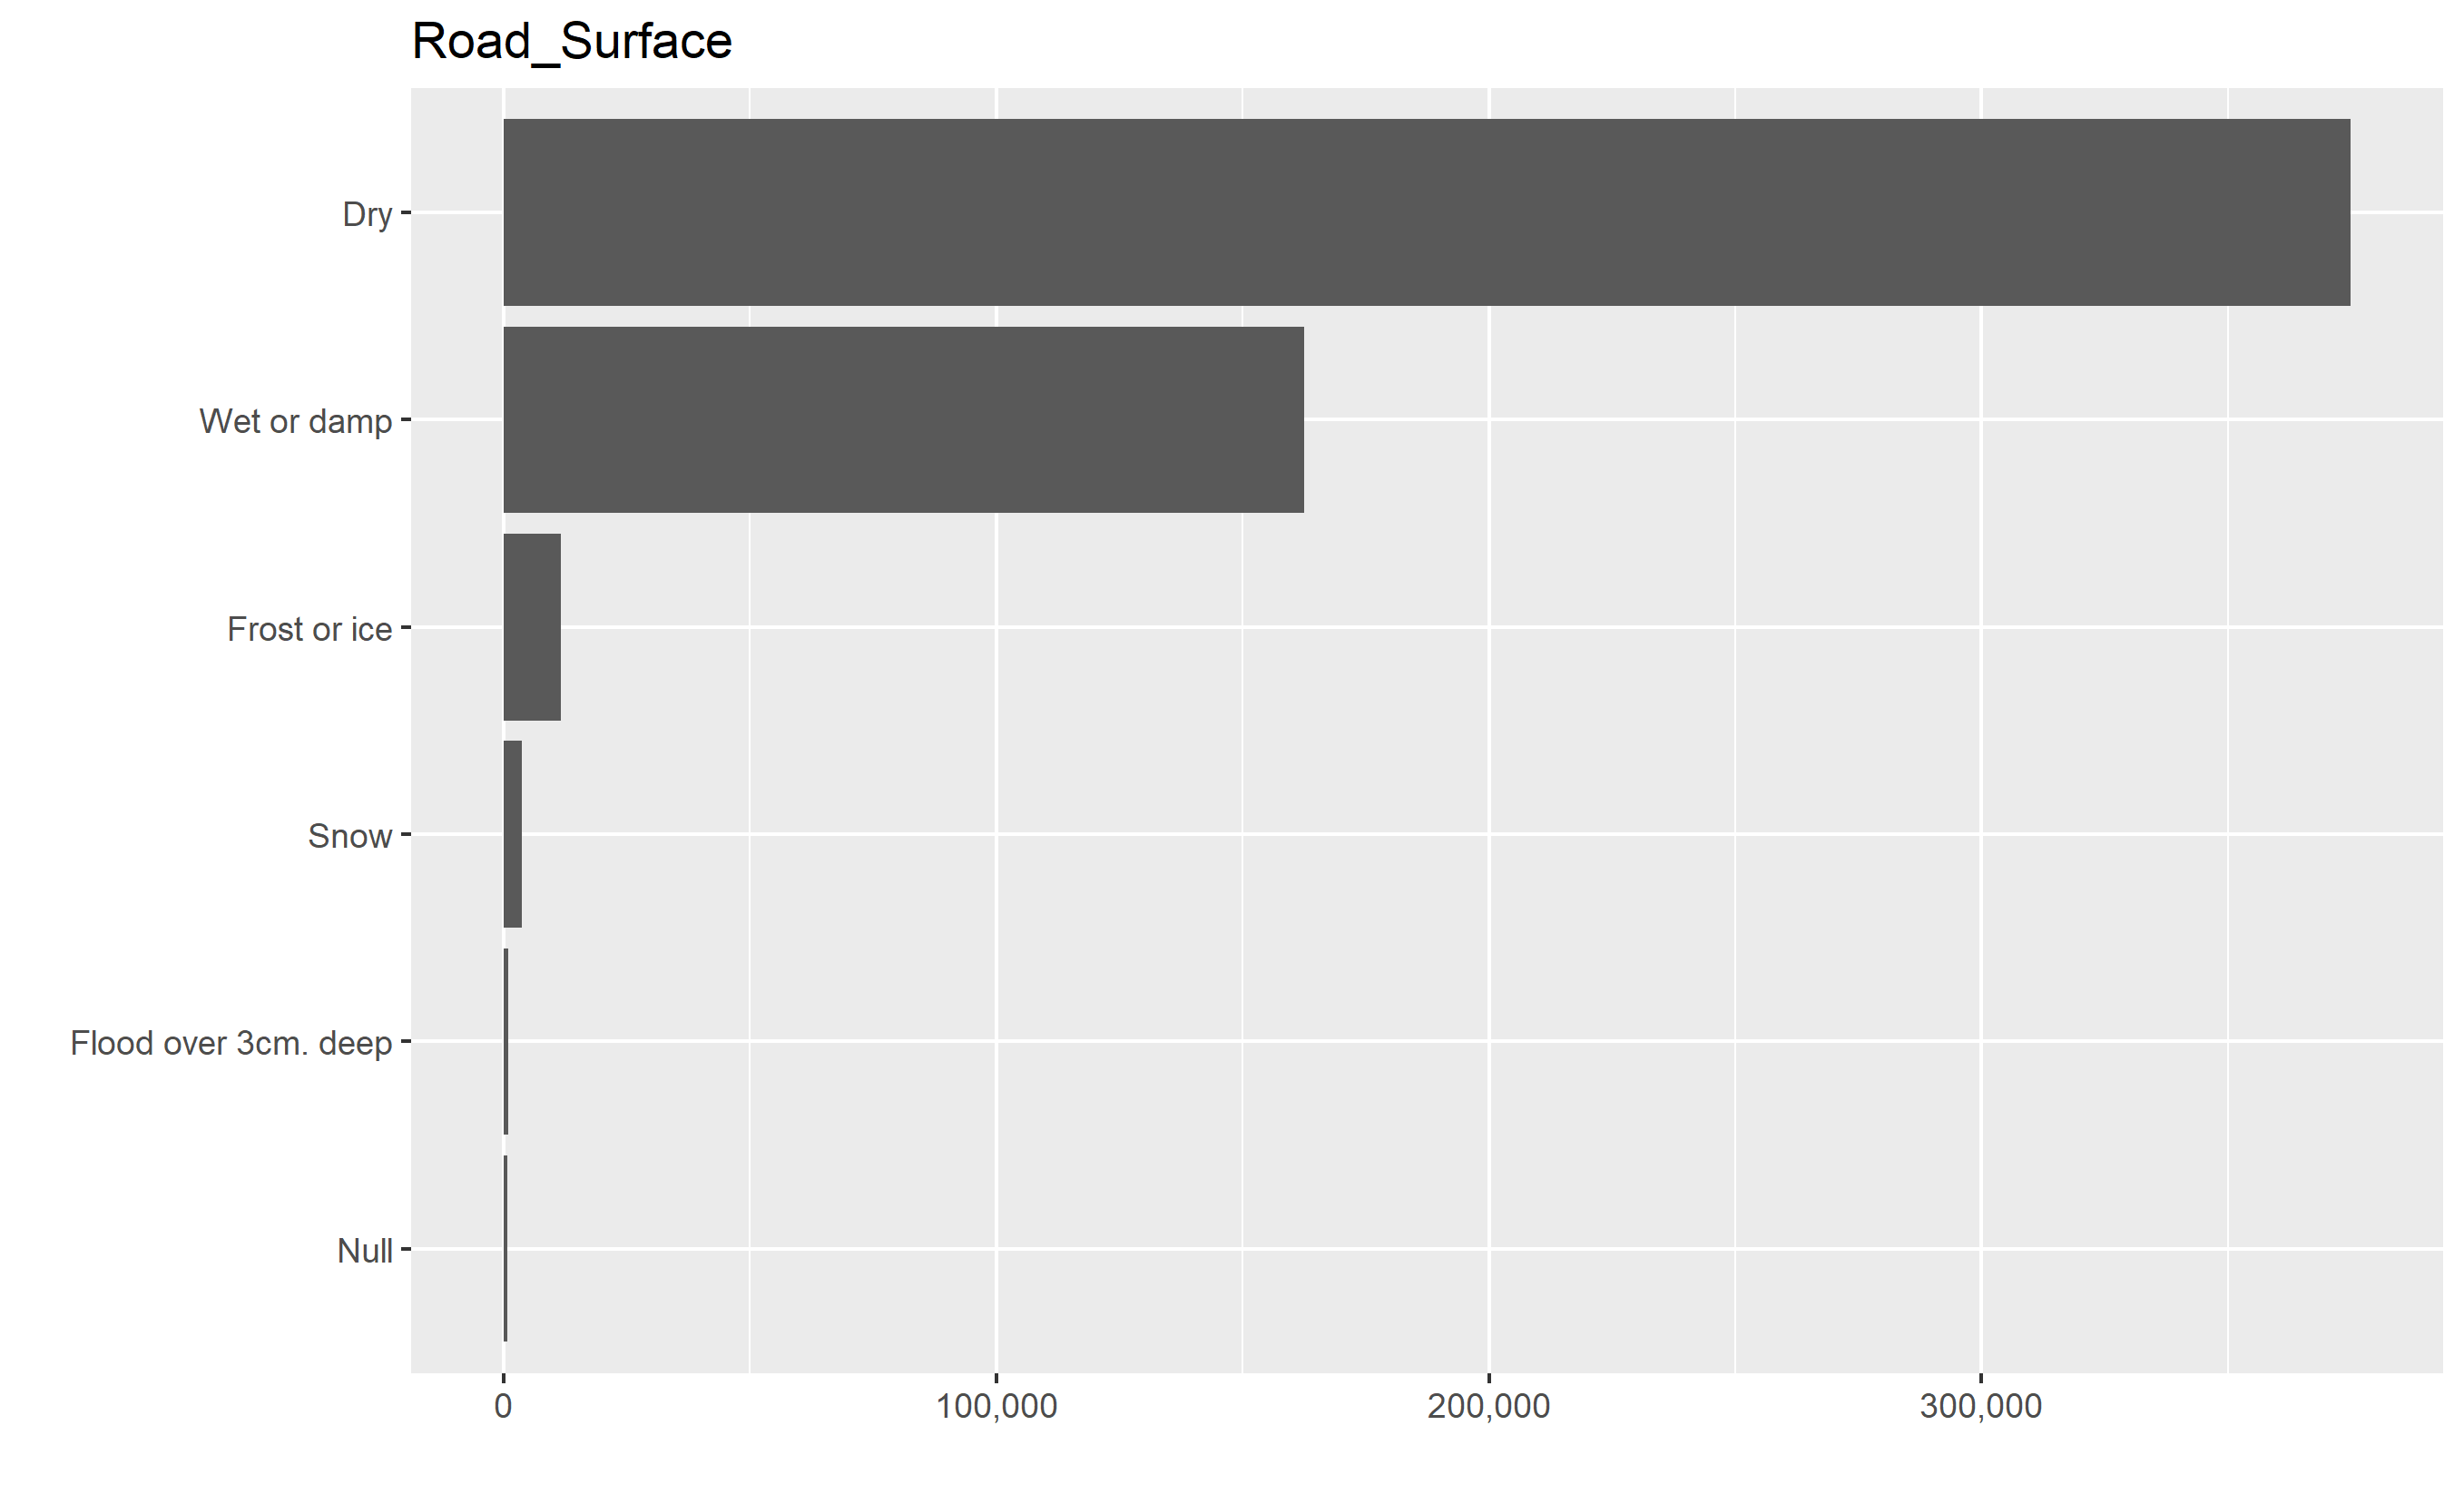 Road_Surface
Dry
Wet or damp
Frost or ice
Snow
Flood over 3cm. deep
Null
0 100,000 200,000 300,000